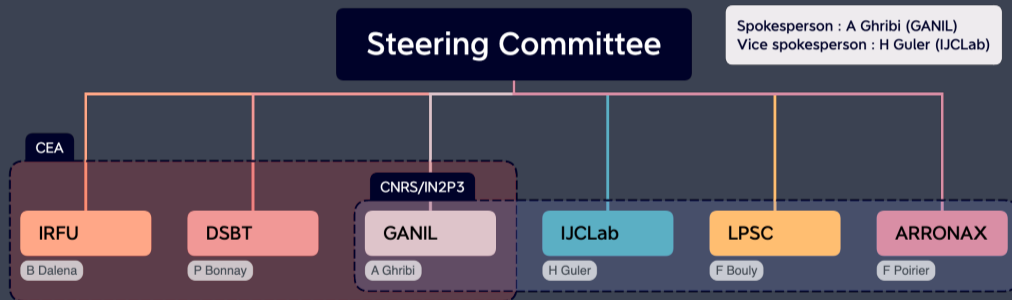 Steering Committee
Spokesperson : A Ghribi (GANIL)
Vice spokesperson : H Guler (IJCLab)
CEA
CNRS/IN2P3
IRFU
DSBT
GANIL
IJCLab
LPSC
ARRONAX
B Dalena
P Bonnay
A Ghribi
H Guler
F Bouly
F Poirier